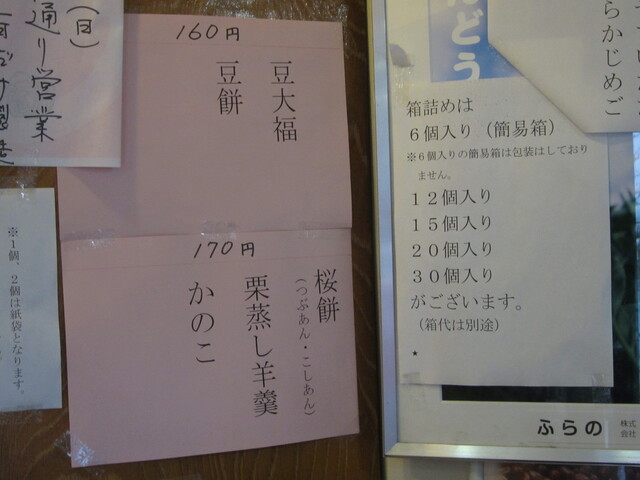 (日)
通り営業
160円
豆大福
豆餅
170円
桜餅
(つぶあん・こしあん)
栗蒸し羊羹
かのこ
※1個、2個は紙袋となります。
どう
らかじめご
箱詰めは
６個入り（簡易箱）
※６個入りの簡易箱は包装はしており
ません。
１２個入り
１５個入り
２０個入り
３０個入り
がございます。
（箱代は別途）
*
ふらの
株式
会社